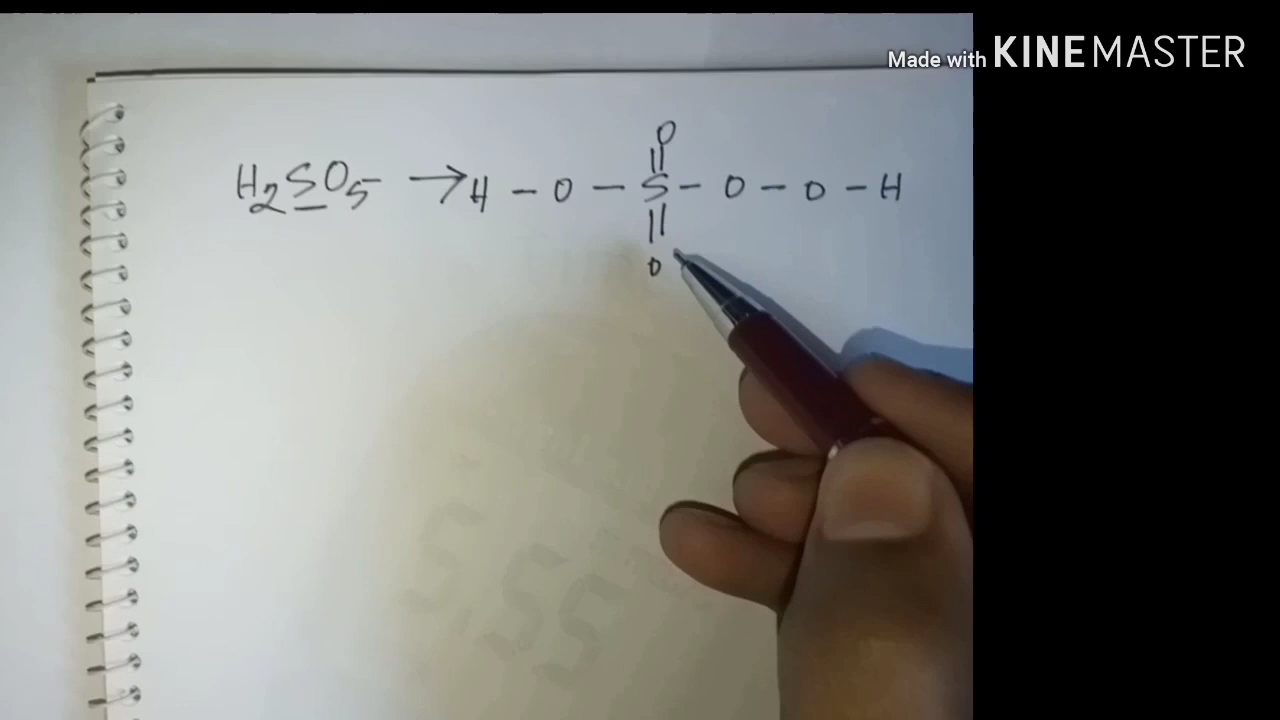 Made with KINEMASTER
O
||
H2SO5 → H - O - S - O - O - H
||
O